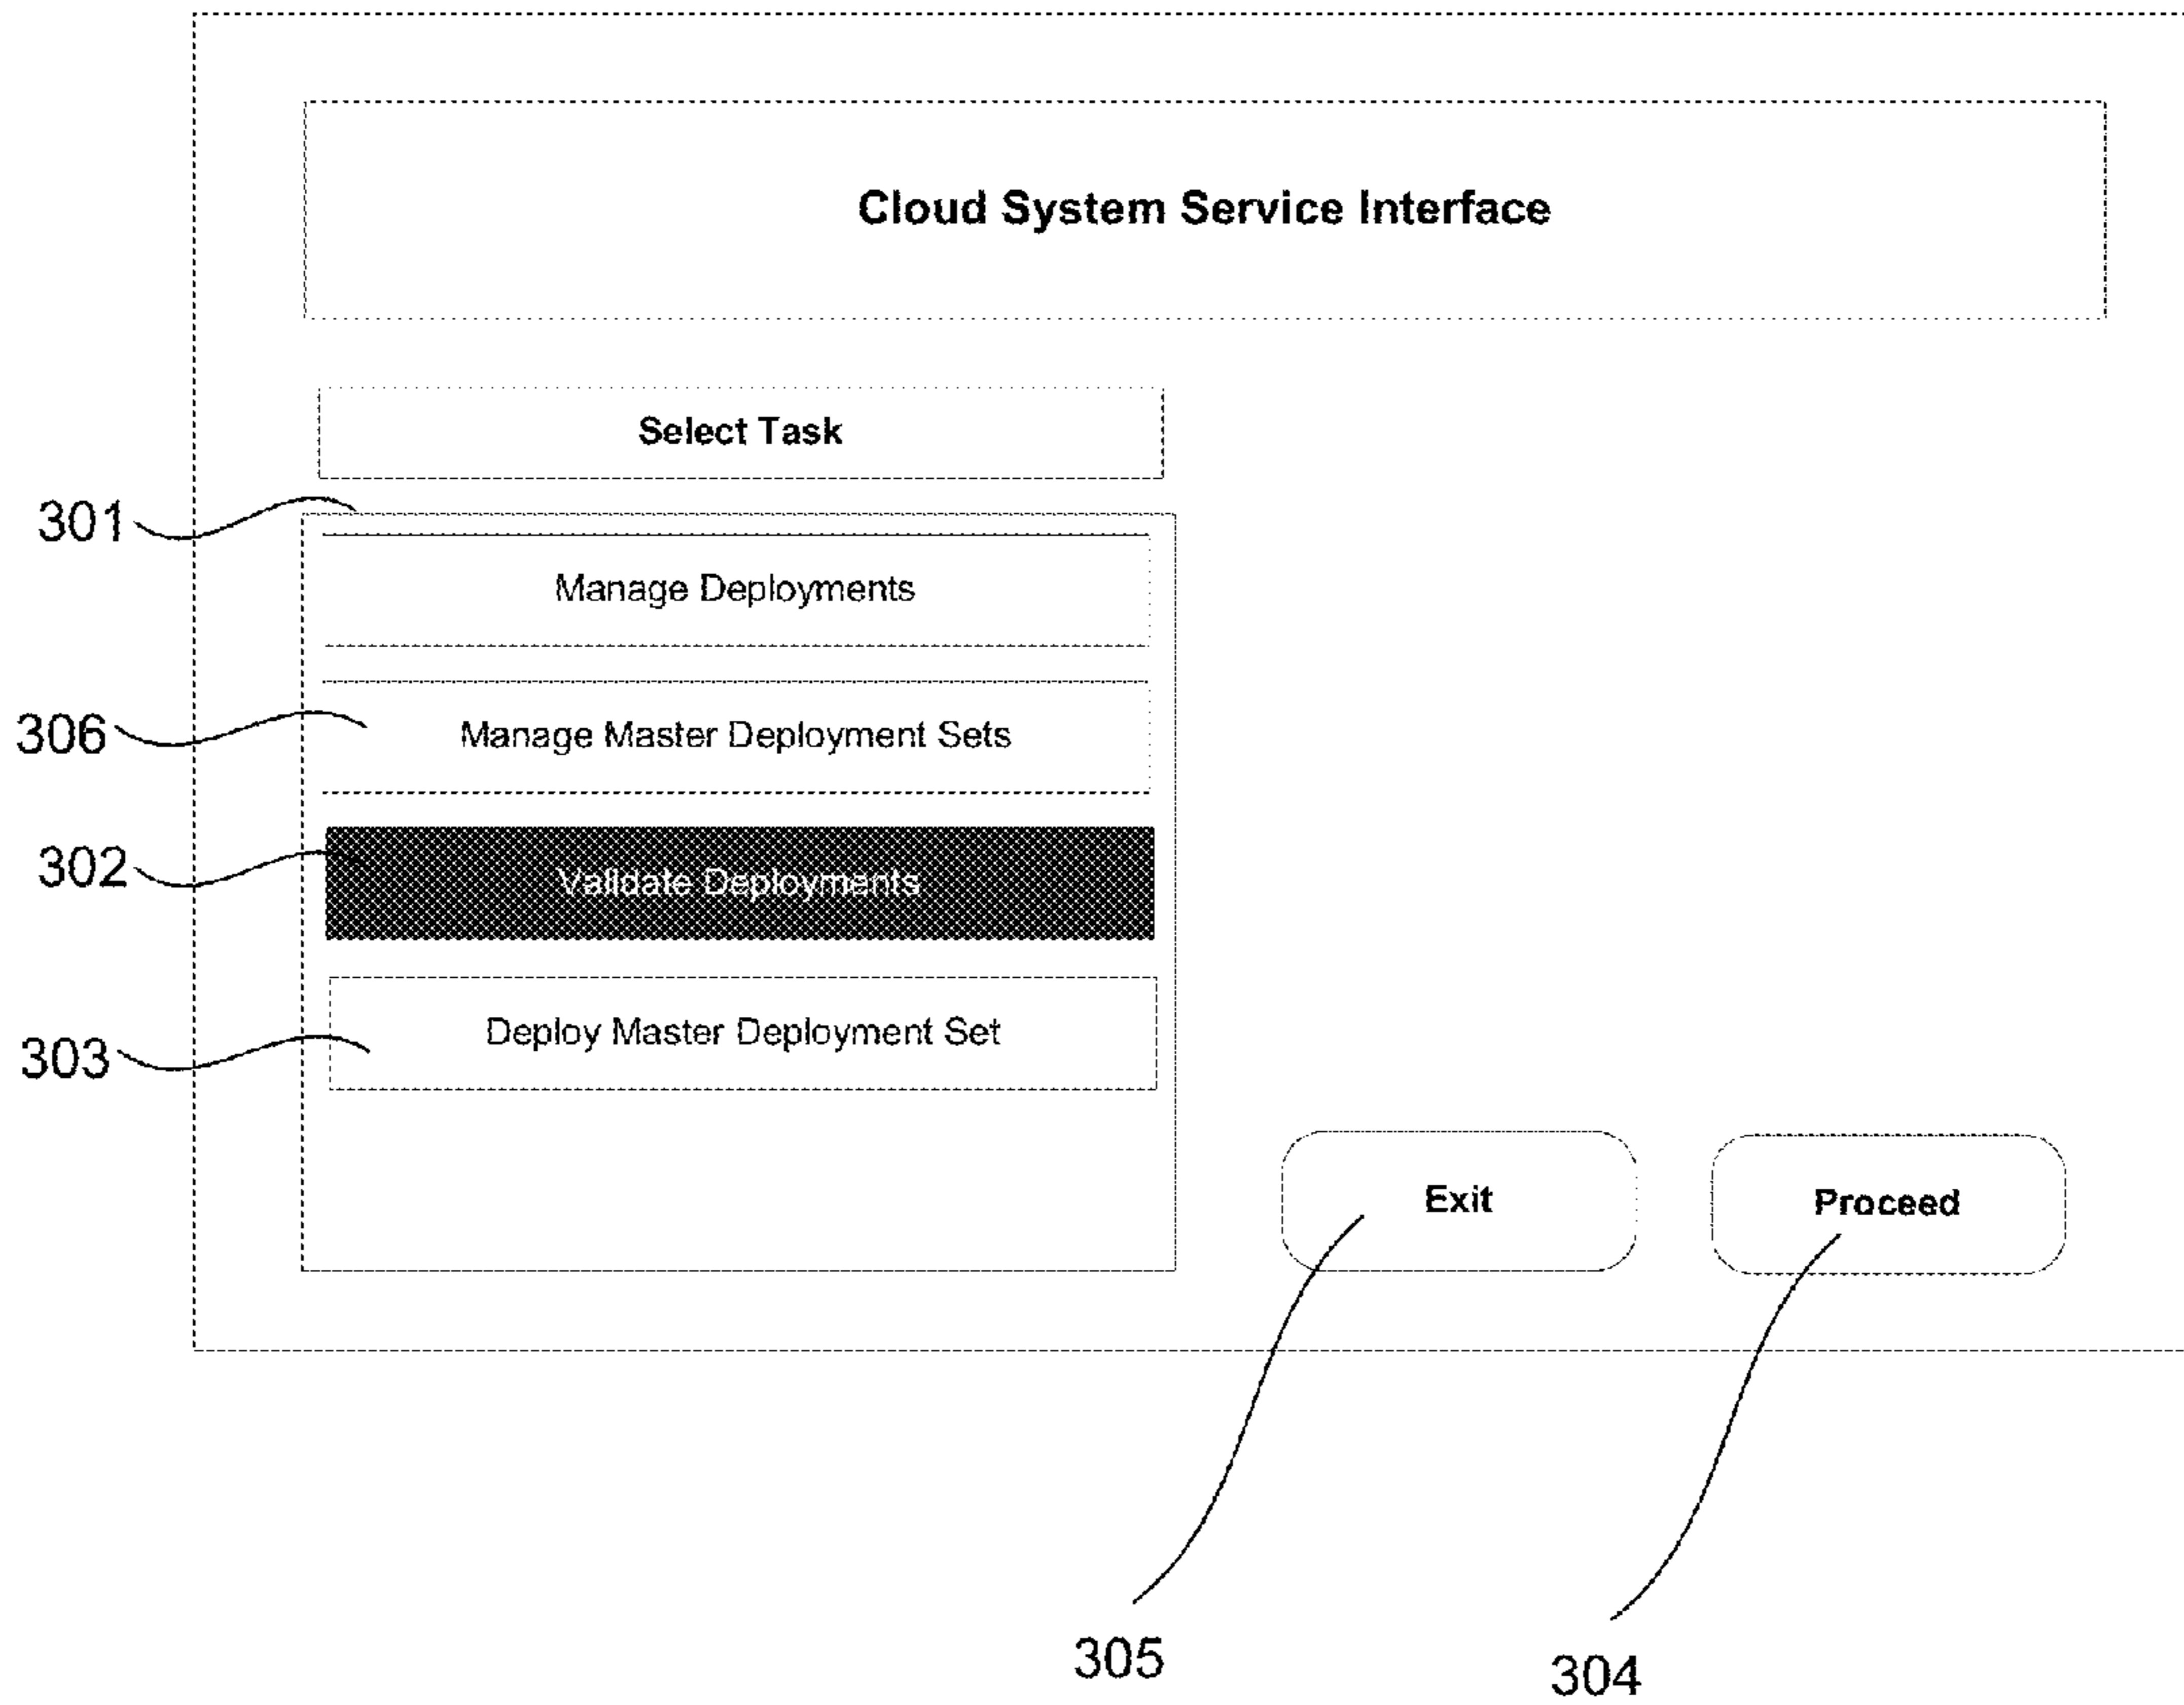 Cloud System Service Interface
Select Task
301
Manage Deployments
306
Manage Master Deployment Sets
302
Validate Deployments
303
Deploy Master Deployment Set
Exit
Proceed
305
304